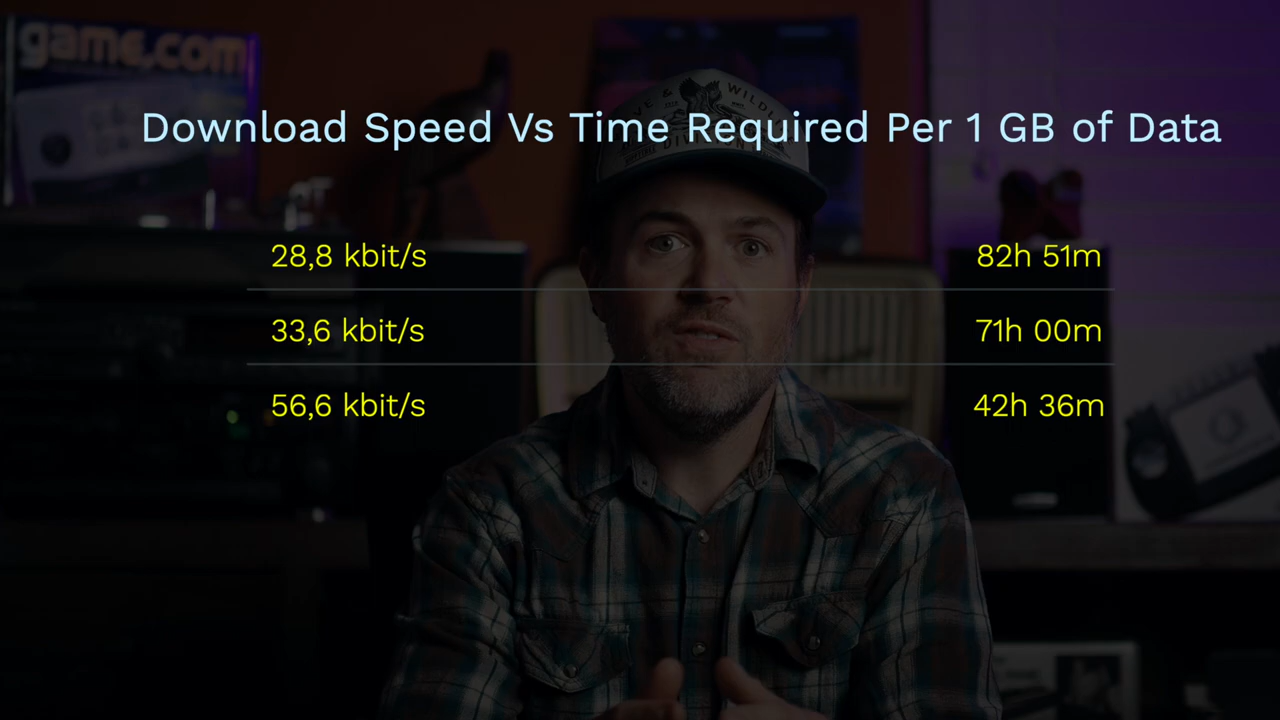 game.com
WILDL
Download Speed Vs Time Required Per 1 GB of Data
28,8 kbit/s 82h 51m
33,6 kbit/s 71h 00m
56,6 kbit/s 42h 36m